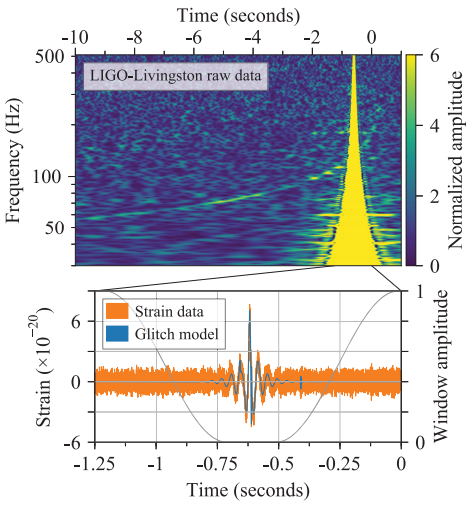 Time (seconds)
-10 -8 -6 -4 -2 0
LIGO-Livingston raw data
500
100
50
Frequency (Hz)
6
4
2
0
Normalized amplitude
Strain data
Glitch model
6
0
-6
Strain (×10⁻²⁰)
1
0
Window amplitude
-1.25 -1 -0.75 -0.5 -0.25 0
Time (seconds)